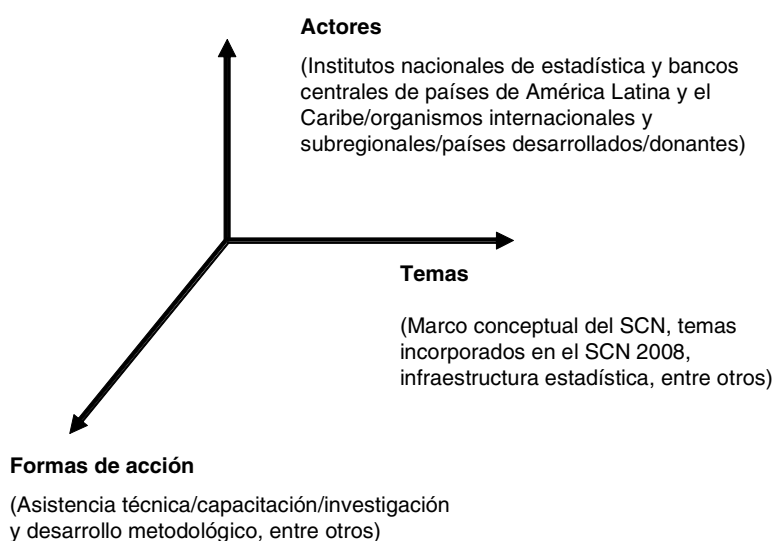 Actores
(Institutos nacionales de estadística y bancos
centrales de países de América Latina y el
Caribe/organismos internacionales y
subregionales/países desarrollados/donantes)
Temas
(Marco conceptual del SCN, temas
incorporados en el SCN 2008,
infraestructura estadística, entre otros)
Formas de acción
(Asistencia técnica/capacitación/investigación
y desarrollo metodológico, entre otros)